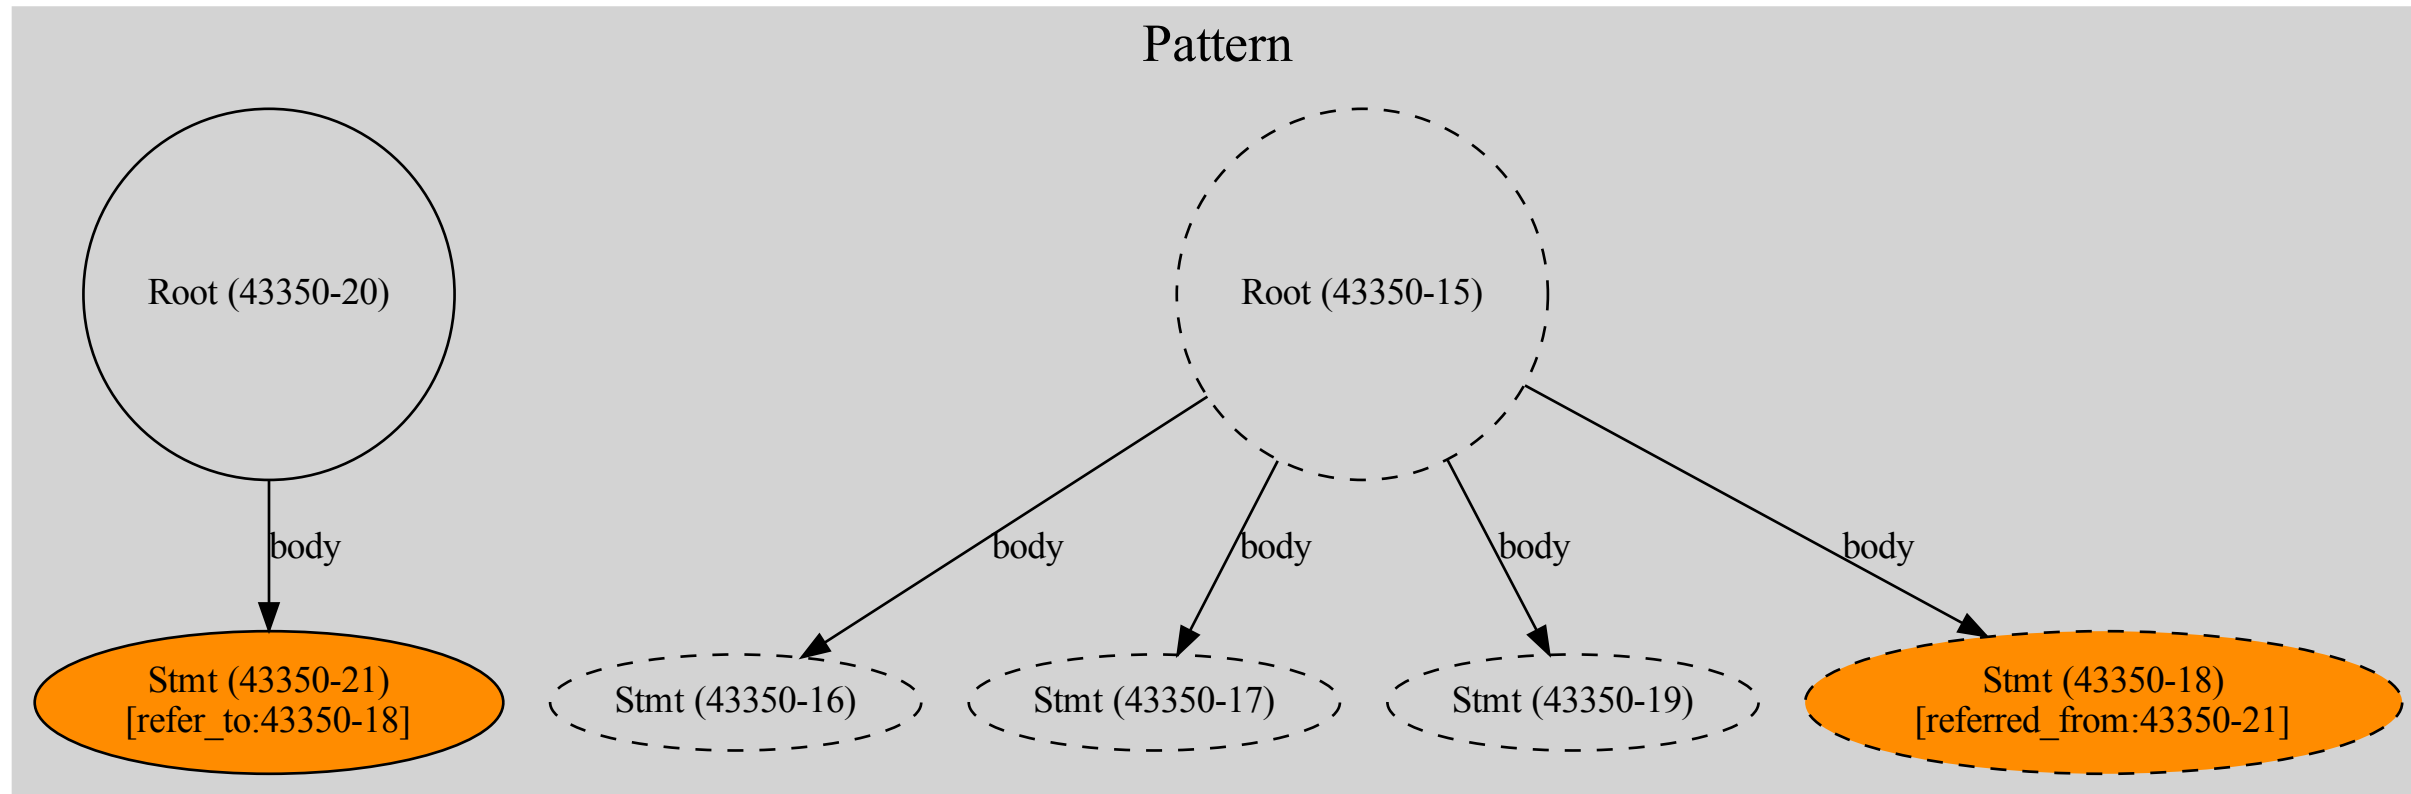 Pattern
Root (43350-20)
Root (43350-15)
body
body
body
body
body
Stmt (43350-21)
[refer_to:43350-18]
Stmt (43350-16)
Stmt (43350-17)
Stmt (43350-19)
Stmt (43350-18)
[referred_from:43350-21]